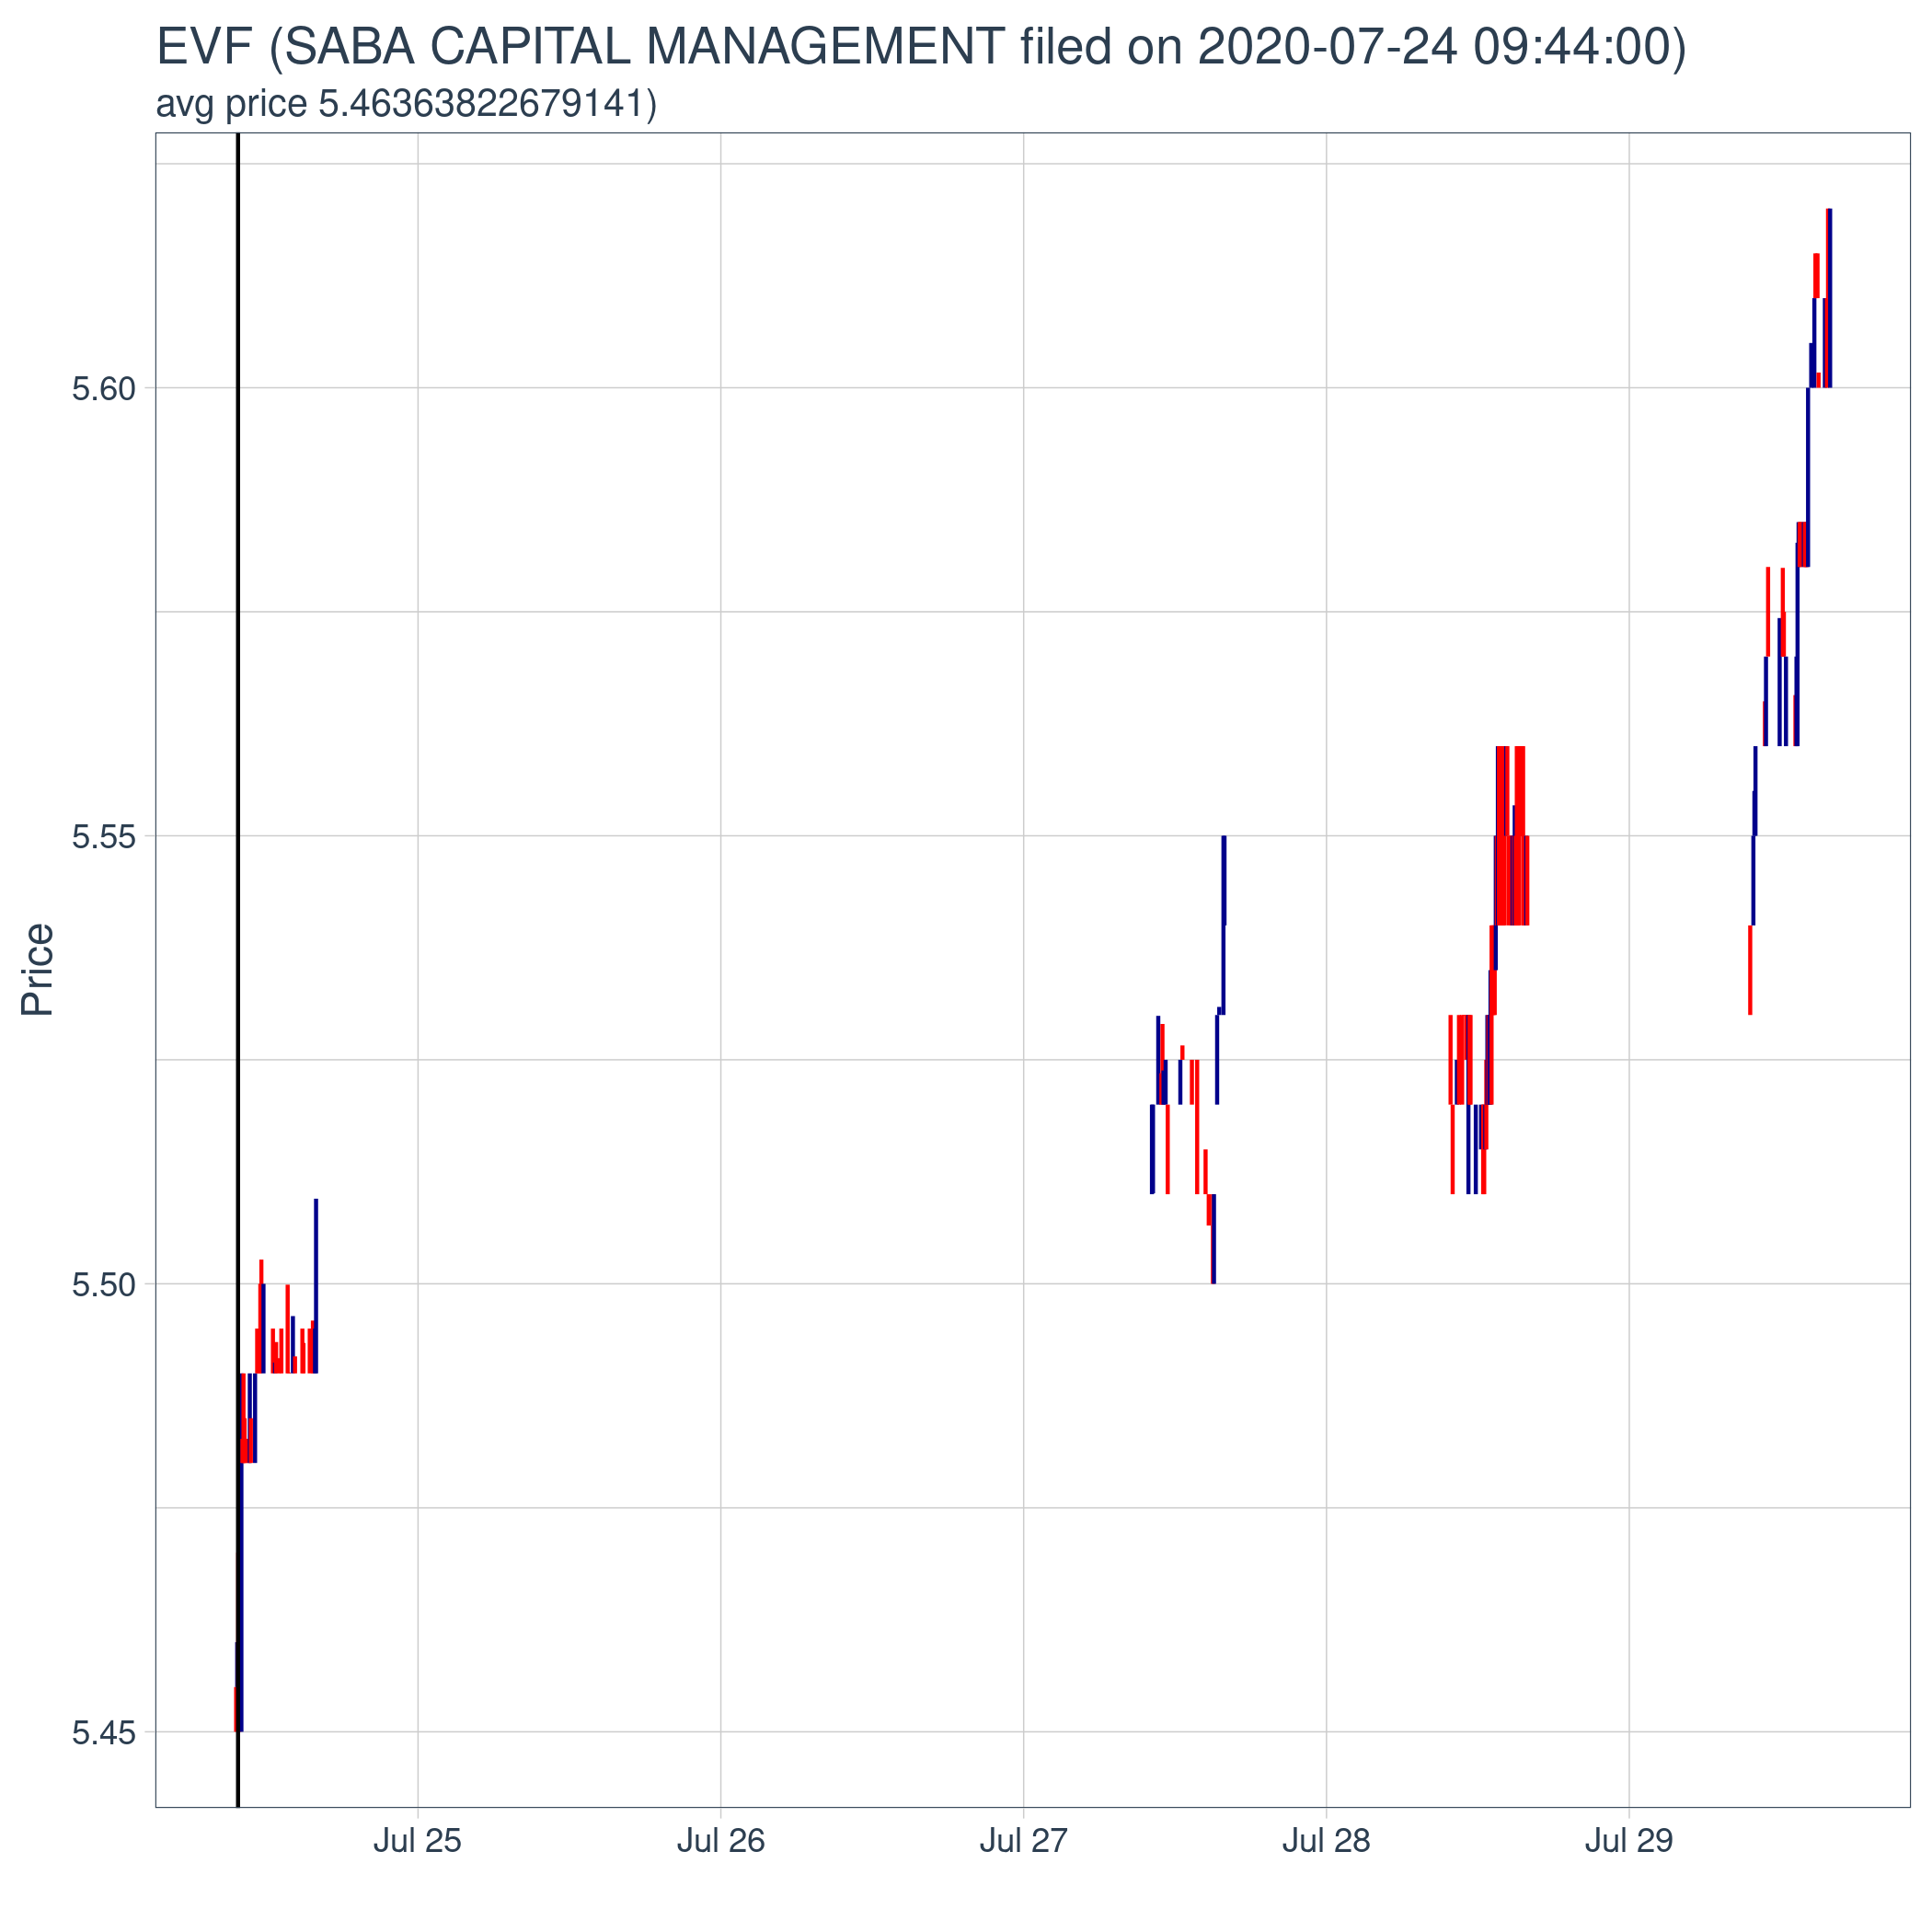 EVF (SABA CAPITAL MANAGEMENT filed on 2020-07-24 09:44:00)
avg price 5.46363822679141)
5.60
5.55
5.50
5.45
Price
Jul 25 Jul 26 Jul 27 Jul 28 Jul 29